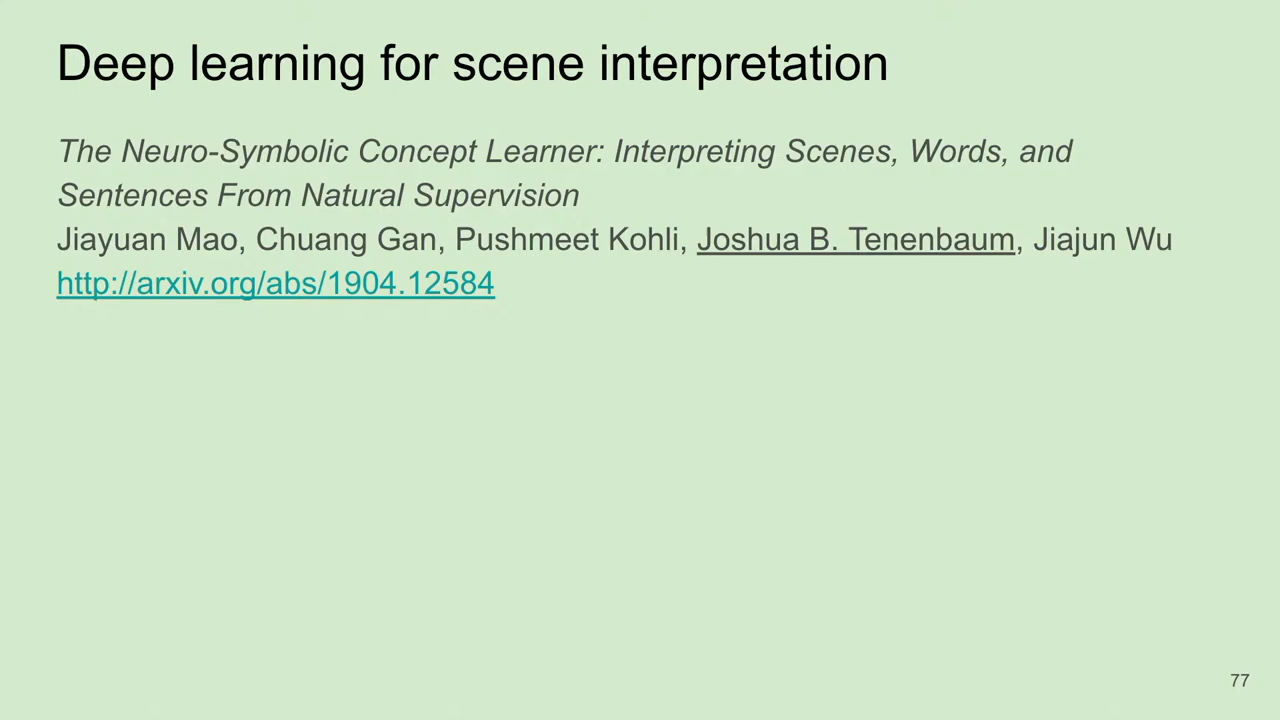 Deep learning for scene interpretation
The Neuro-Symbolic Concept Learner: Interpreting Scenes, Words, and
Sentences From Natural Supervision
Jiayuan Mao, Chuang Gan, Pushmeet Kohli, Joshua B. Tenenbaum, Jiajun Wu
http://arxiv.org/abs/1904.12584
77